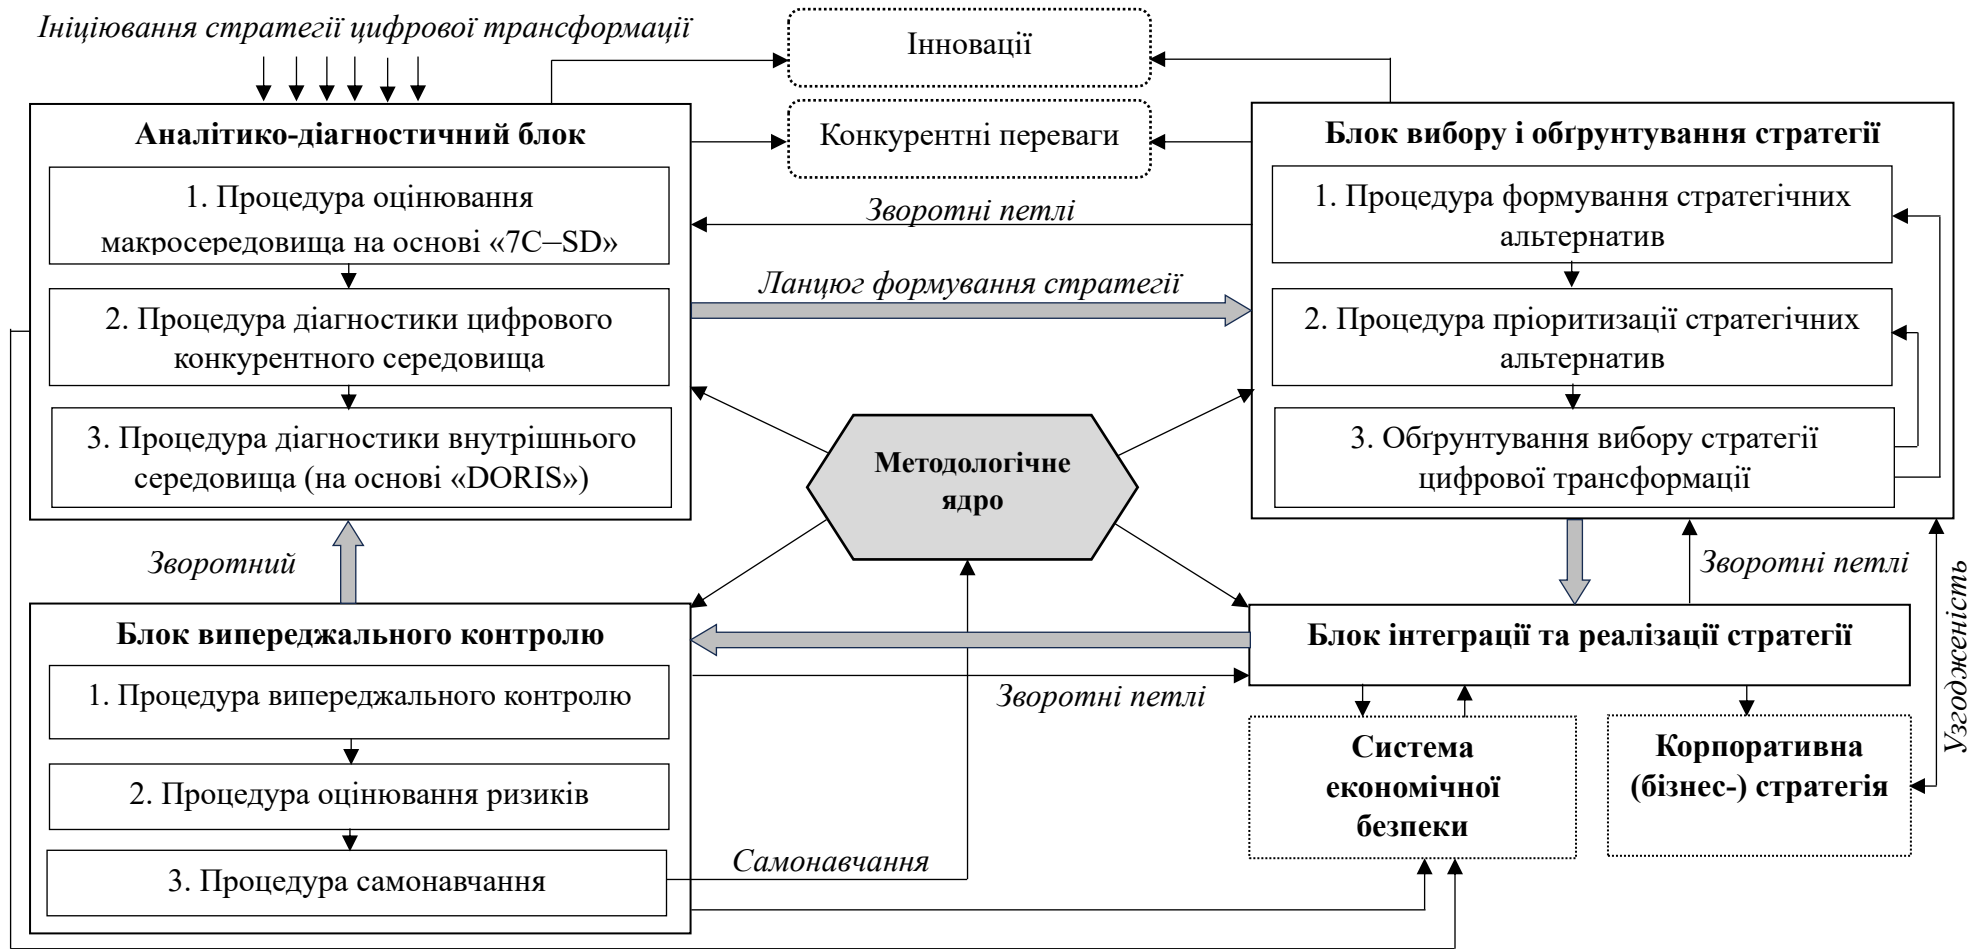 Ініціювання стратегії цифрової трансформації
Інновації
Конкурентні переваги
Аналітико-діагностичний блок
1. Процедура оцінювання
макросередовища на основі «7С–SD»
2. Процедура діагностики цифрового
конкурентного середовища
3. Процедура діагностики внутрішнього
середовища (на основі «DORIS»)
Зворотні петлі
Ланцюг формування стратегії
Блок вибору і обґрунтування стратегії
1. Процедура формування стратегічних
альтернатив
2. Процедура пріоритизації стратегічних
альтернатив
3. Обґрунтування вибору стратегії
цифрової трансформації
Методологічне
ядро
Зворотний
Зворотні петлі
Узгодженість
Блок випереджального контролю
1. Процедура випереджального контролю
2. Процедура оцінювання ризиків
3. Процедура самонавчання
Зворотні петлі
Самонавчання
Блок інтеграції та реалізації стратегії
Система
економічної
безпеки
Корпоративна
(бізнес-) стратегія